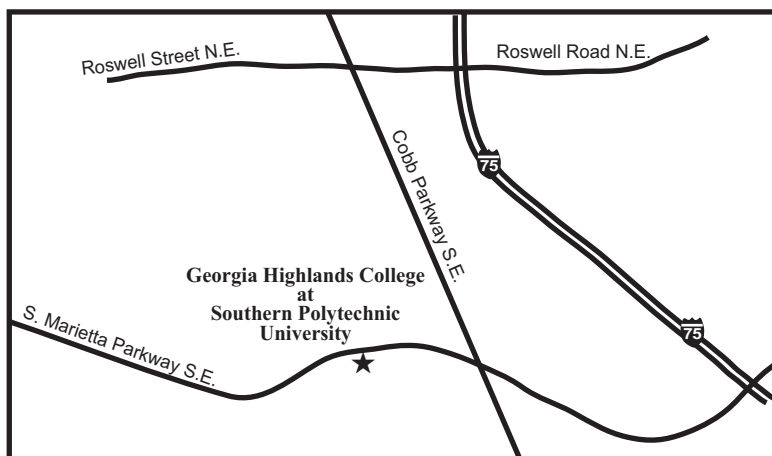 Roswell Street N.E.
Roswell Road N.E.
75
Cobb Parkway S.E.
Georgia Highlands College
at
Southern Polytechnic
University
S. Marietta Parkway S.E.
75